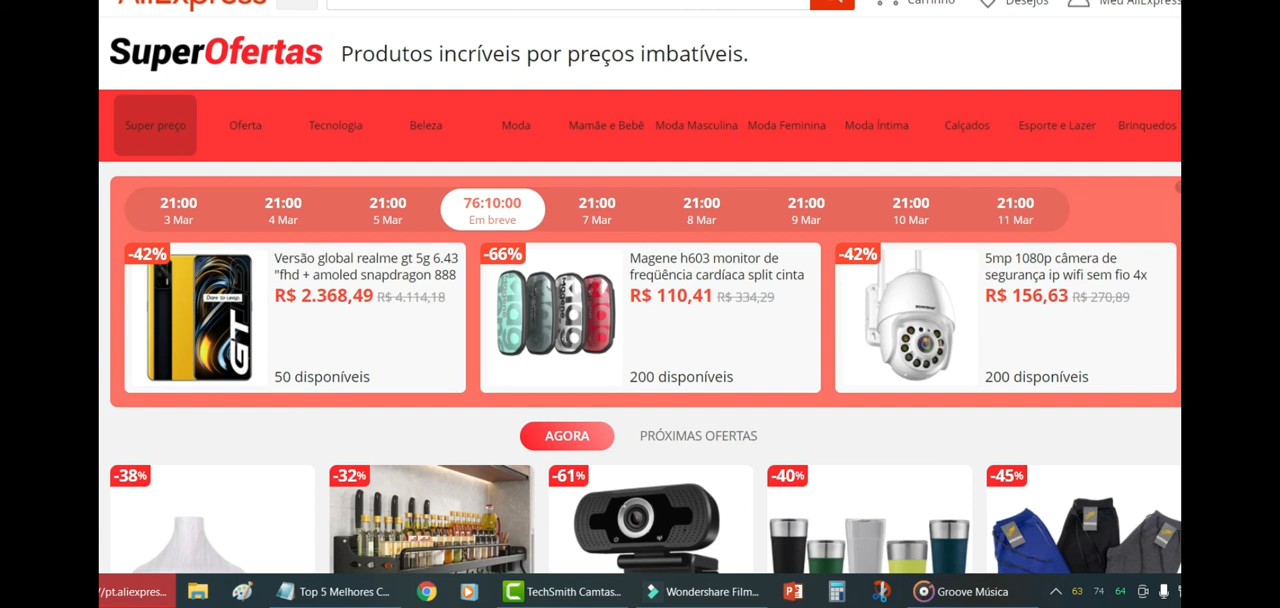 AliExpress
Carrinho
Desejos
Meu AliExpress
SuperOfertas
Produtos incríveis por preços imbatíveis.
Super preço Oferta Tecnologia Beleza Moda Mamãe e Bebê Moda Masculina Moda Feminina Moda Íntima Calçados Esporte e Lazer Brinquedos
21:00 21:00 21:00 76:10:00 21:00 21:00 21:00 21:00 21:00
3 Mar 4 Mar 5 Mar Em breve 7 Mar 8 Mar 9 Mar 10 Mar 11 Mar
-42%
Versão global realme gt 5g 6.43
"fhd + amoled snapdragon 888
R$ 2.368,49 R$ 4.114,18
Dare to Leap.
GT
50 disponíveis
-66%
Magene h603 monitor de
freqüência cardíaca split cinta
R$ 110,41 R$ 334,29
200 disponíveis
-42%
5mp 1080p câmera de
segurança ip wifi sem fio 4x
R$ 156,63 R$ 270,89
200 disponíveis
AGORA PRÓXIMAS OFERTAS
-38% -32% -61% -40% -45%
//pt.aliexpres... Top 5 Melhores C... TechSmith Camtas... Wondershare Film... Groove Música 63 74 64